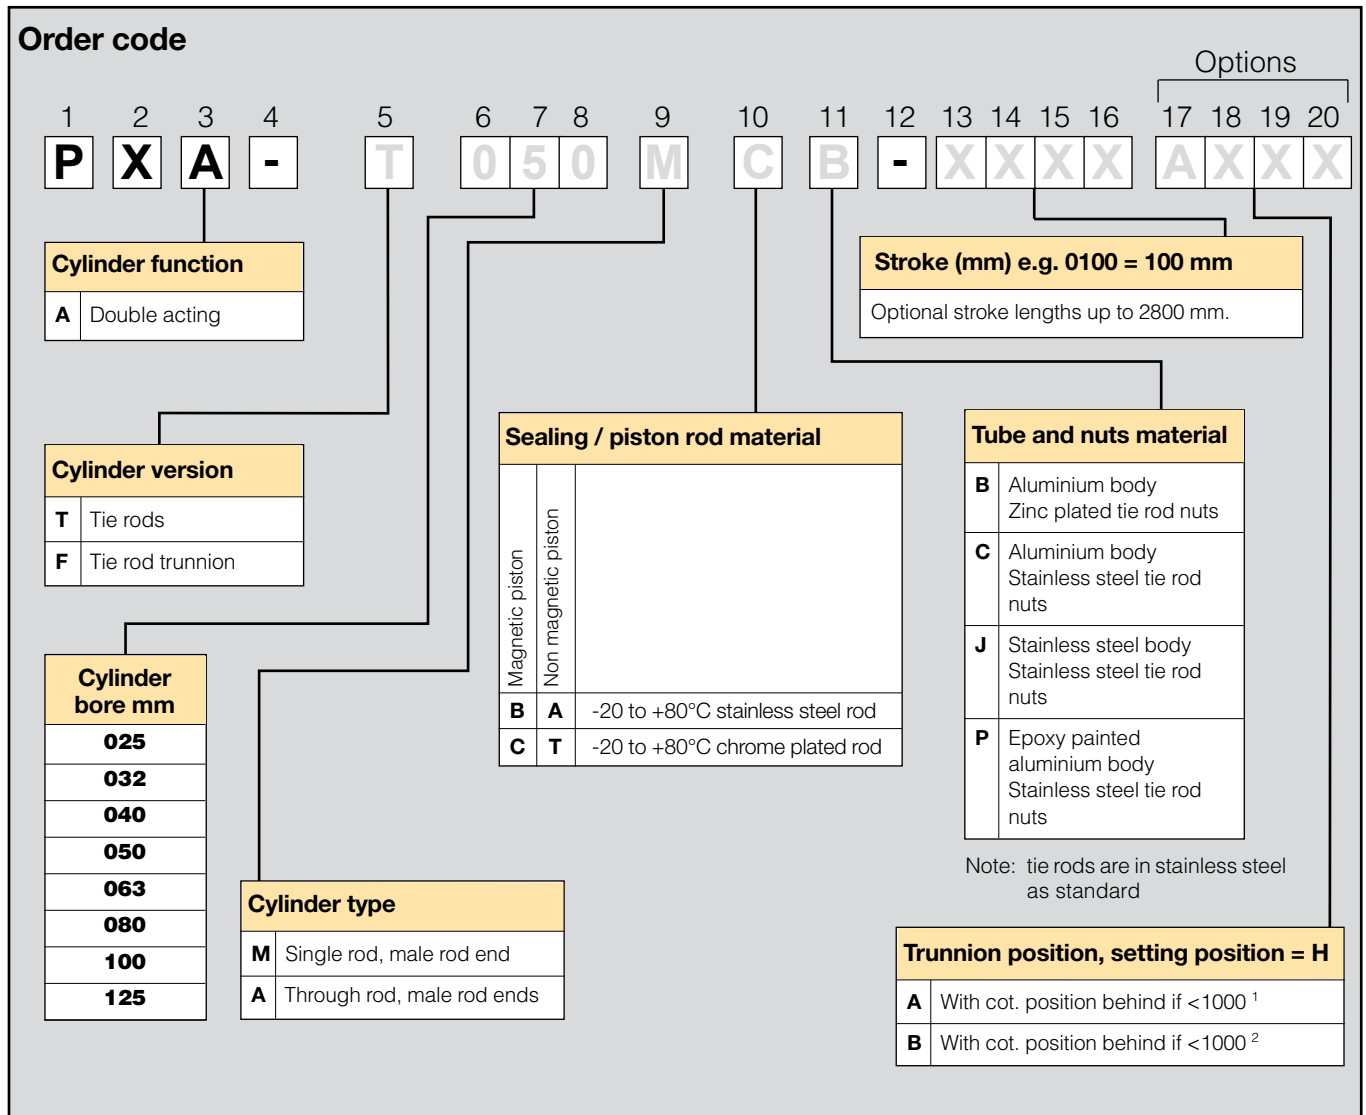 Order code
Options
1 2 3 4 5 6 7 8 9 10 11 12 13 14 15 16 17 18 19 20
P X A - T 0 5 0 M C B - X X X X A X X X
Cylinder function
A Double acting
Stroke (mm) e.g. 0100 = 100 mm
Optional stroke lengths up to 2800 mm.
Cylinder version
T Tie rods
F Tie rod trunnion
Sealing / piston rod material
Magnetic piston
Non magnetic piston
B A -20 to +80°C stainless steel rod
C T -20 to +80°C chrome plated rod
Tube and nuts material
B Aluminium body
Zinc plated tie rod nuts
C Aluminium body
Stainless steel tie rod
nuts
J Stainless steel body
Stainless steel tie rod
nuts
P Epoxy painted
aluminium body
Stainless steel tie rod
nuts
Note: tie rods are in stainless steel
as standard
Cylinder
bore mm
025
032
040
050
063
080
100
125
Cylinder type
M Single rod, male rod end
A Through rod, male rod ends
Trunnion position, setting position = H
A With cot. position behind if <1000 ¹
B With cot. position behind if <1000 ²